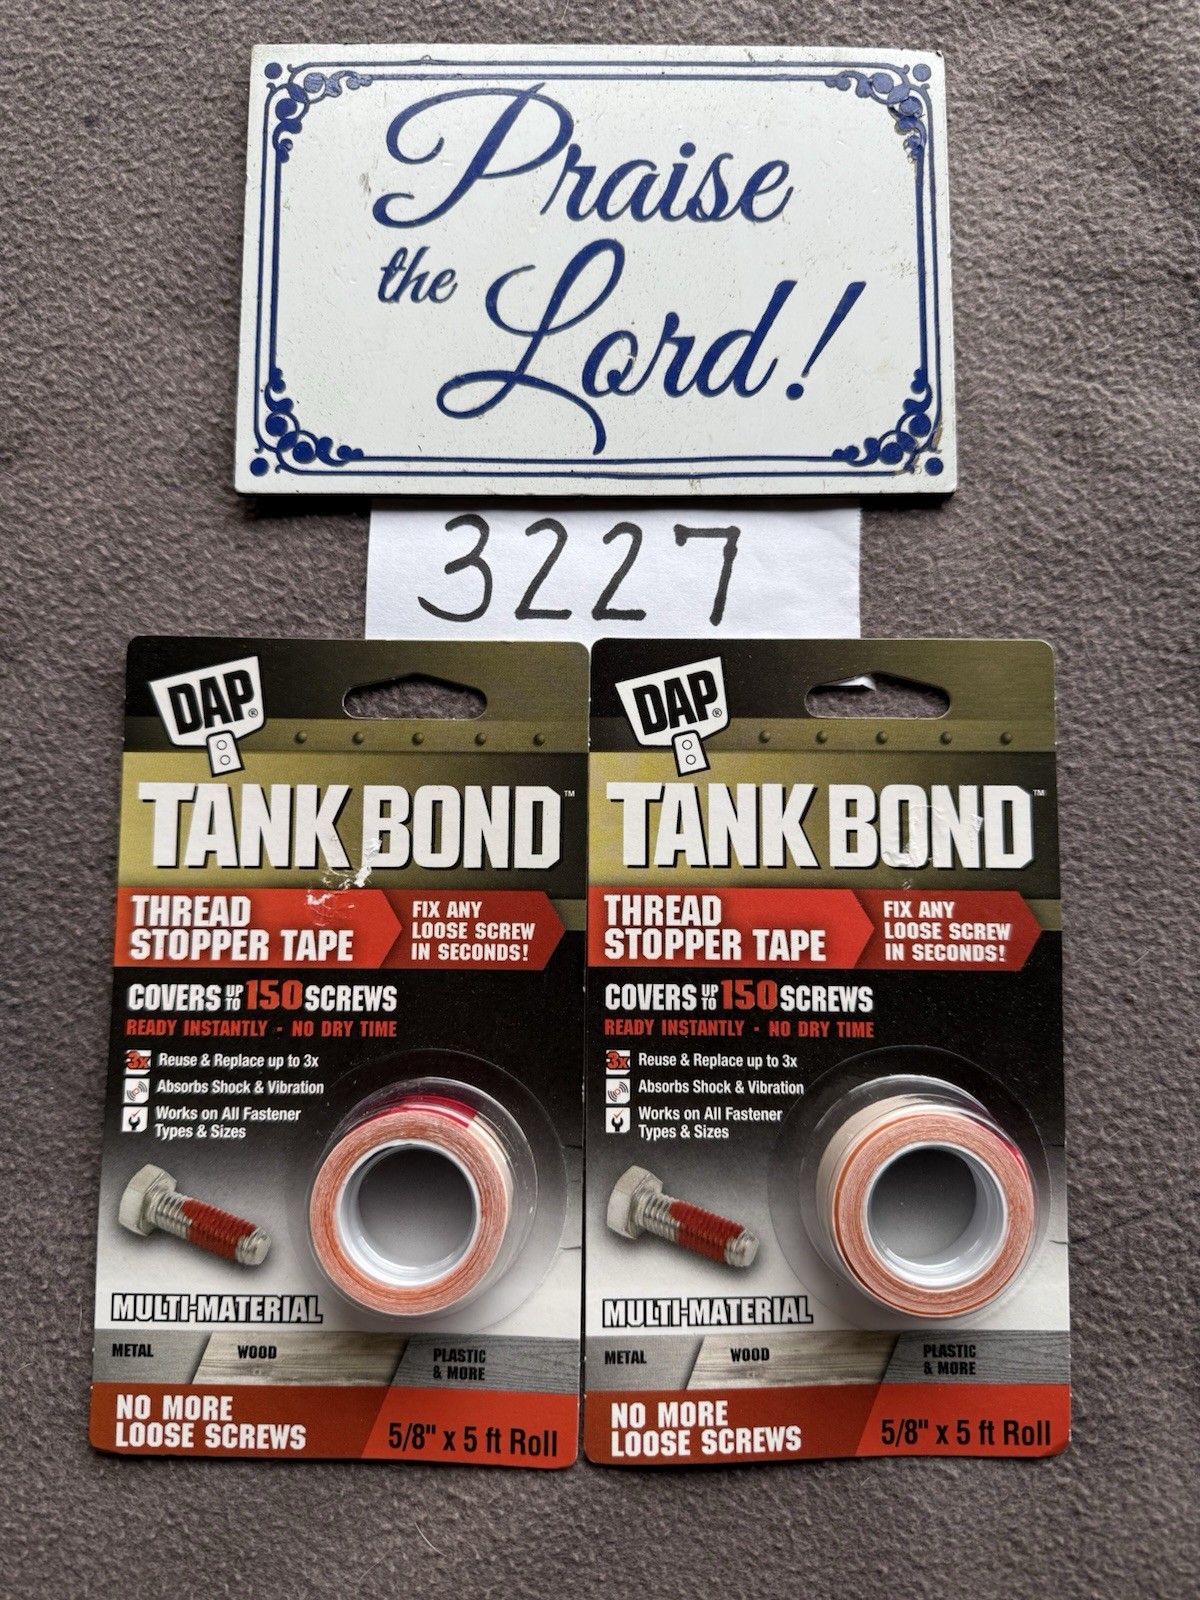 Praise
the Lord!
3227
DAP®
TANK BOND™
THREAD
STOPPER TAPE
FIX ANY
LOOSE SCREW
IN SECONDS!
COVERS UP TO 150 SCREWS
READY INSTANTLY - NO DRY TIME
3x Reuse & Replace up to 3x
Absorbs Shock & Vibration
Works on All Fastener
Types & Sizes
MULTI-MATERIAL
METAL
WOOD
PLASTIC
& MORE
NO MORE
LOOSE SCREWS
5/8" x 5 ft Roll
DAP®
TANK BOND™
THREAD
STOPPER TAPE
FIX ANY
LOOSE SCREW
IN SECONDS!
COVERS UP TO 150 SCREWS
READY INSTANTLY - NO DRY TIME
3x Reuse & Replace up to 3x
Absorbs Shock & Vibration
Works on All Fastener
Types & Sizes
MULTI-MATERIAL
METAL
WOOD
PLASTIC
& MORE
NO MORE
LOOSE SCREWS
5/8" x 5 ft Roll